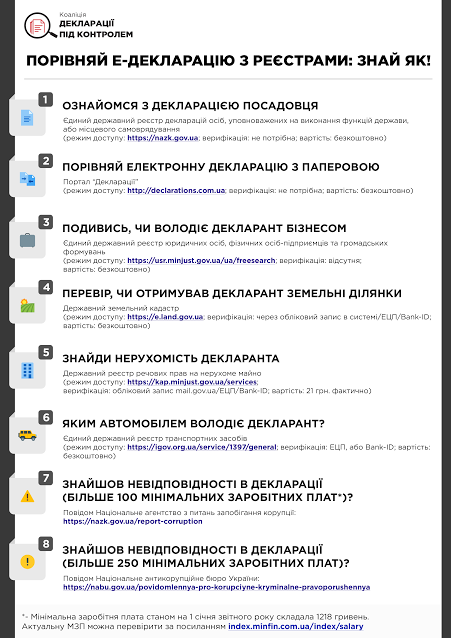 Коаліція
ДЕКЛАРАЦІЇ
ПІД КОНТРОЛЕМ
ПОРІВНЯЙ Е-ДЕКЛАРАЦІЮ З РЕЄСТРАМИ: ЗНАЙ ЯК!
1
ОЗНАЙОМСЯ З ДЕКЛАРАЦІЄЮ ПОСАДОВЦЯ
Єдиний державний реєстр декларацій осіб, уповноважених на виконання функцій держави,
або місцевого самоврядування
(режим доступу: https://nazk.gov.ua; верифікація: не потрібна; вартість: безкоштовно)
2
ПОРІВНЯЙ ЕЛЕКТРОННУ ДЕКЛАРАЦІЮ З ПАПЕРОВОЮ
Портал "Декларації"
(режим доступу: http://declarations.com.ua; верифікація: не потрібна; вартість: безкоштовно)
3
ПОДИВИСЬ, ЧИ ВОЛОДІЄ ДЕКЛАРАНТ БІЗНЕСОМ
Єдиний державний реєстр юридичних осіб, фізичних осіб-підприємців та громадських
формувань
(режим доступу: https://usr.minjust.gov.ua/ua/freesearch; верифікація: відсутня;
вартість: безкоштовно)
4
ПЕРЕВІР, ЧИ ОТРИМУВАВ ДЕКЛАРАНТ ЗЕМЕЛЬНІ ДІЛЯНКИ
Державний земельний кадастр
(режим доступу: https://e.land.gov.ua; верифікація: через обліковий запис в системі/ЕЦП/Bank-ID;
вартість: безкоштовно)
5
ЗНАЙДИ НЕРУХОМІСТЬ ДЕКЛАРАНТА
Державний реєстр речових прав на нерухоме майно
(режим доступу: https://kap.minjust.gov.ua/services;
верифікація: обліковий запис mail.gov.ua/ЕЦП/Bank-ID; вартість: 21 грн. фактично)
6
ЯКИМ АВТОМОБІЛЕМ ВОЛОДІЄ ДЕКЛАРАНТ?
Єдиний державний реєстр транспортних засобів
(режим доступу: https://igov.org.ua/service/1397/general; верифікація: ЕЦП, або Bank-ID; вартість:
безкоштовно)
7
ЗНАЙШОВ НЕВІДПОВІДНОСТІ В ДЕКЛАРАЦІЇ
(БІЛЬШЕ 100 МІНІМАЛЬНИХ ЗАРОБІТНИХ ПЛАТ*)?
Повідом Національне агентство з питань запобігання корупції:
https://nazk.gov.ua/report-corruption
8
ЗНАЙШОВ НЕВІДПОВІДНОСТІ В ДЕКЛАРАЦІЇ
(БІЛЬШЕ 250 МІНІМАЛЬНИХ ЗАРОБІТНИХ ПЛАТ)?
Повідом Національне антикорупційне бюро України:
https://nabu.gov.ua/povidomlennya-pro-korupciyne-kryminalne-pravoporushennya
*- Мінімальна заробітня плата станом на 1 січня звітного року складала 1218 гривень.
Актуальну МЗП можна перевірити за посиланням index.minfin.com.ua/index/salary